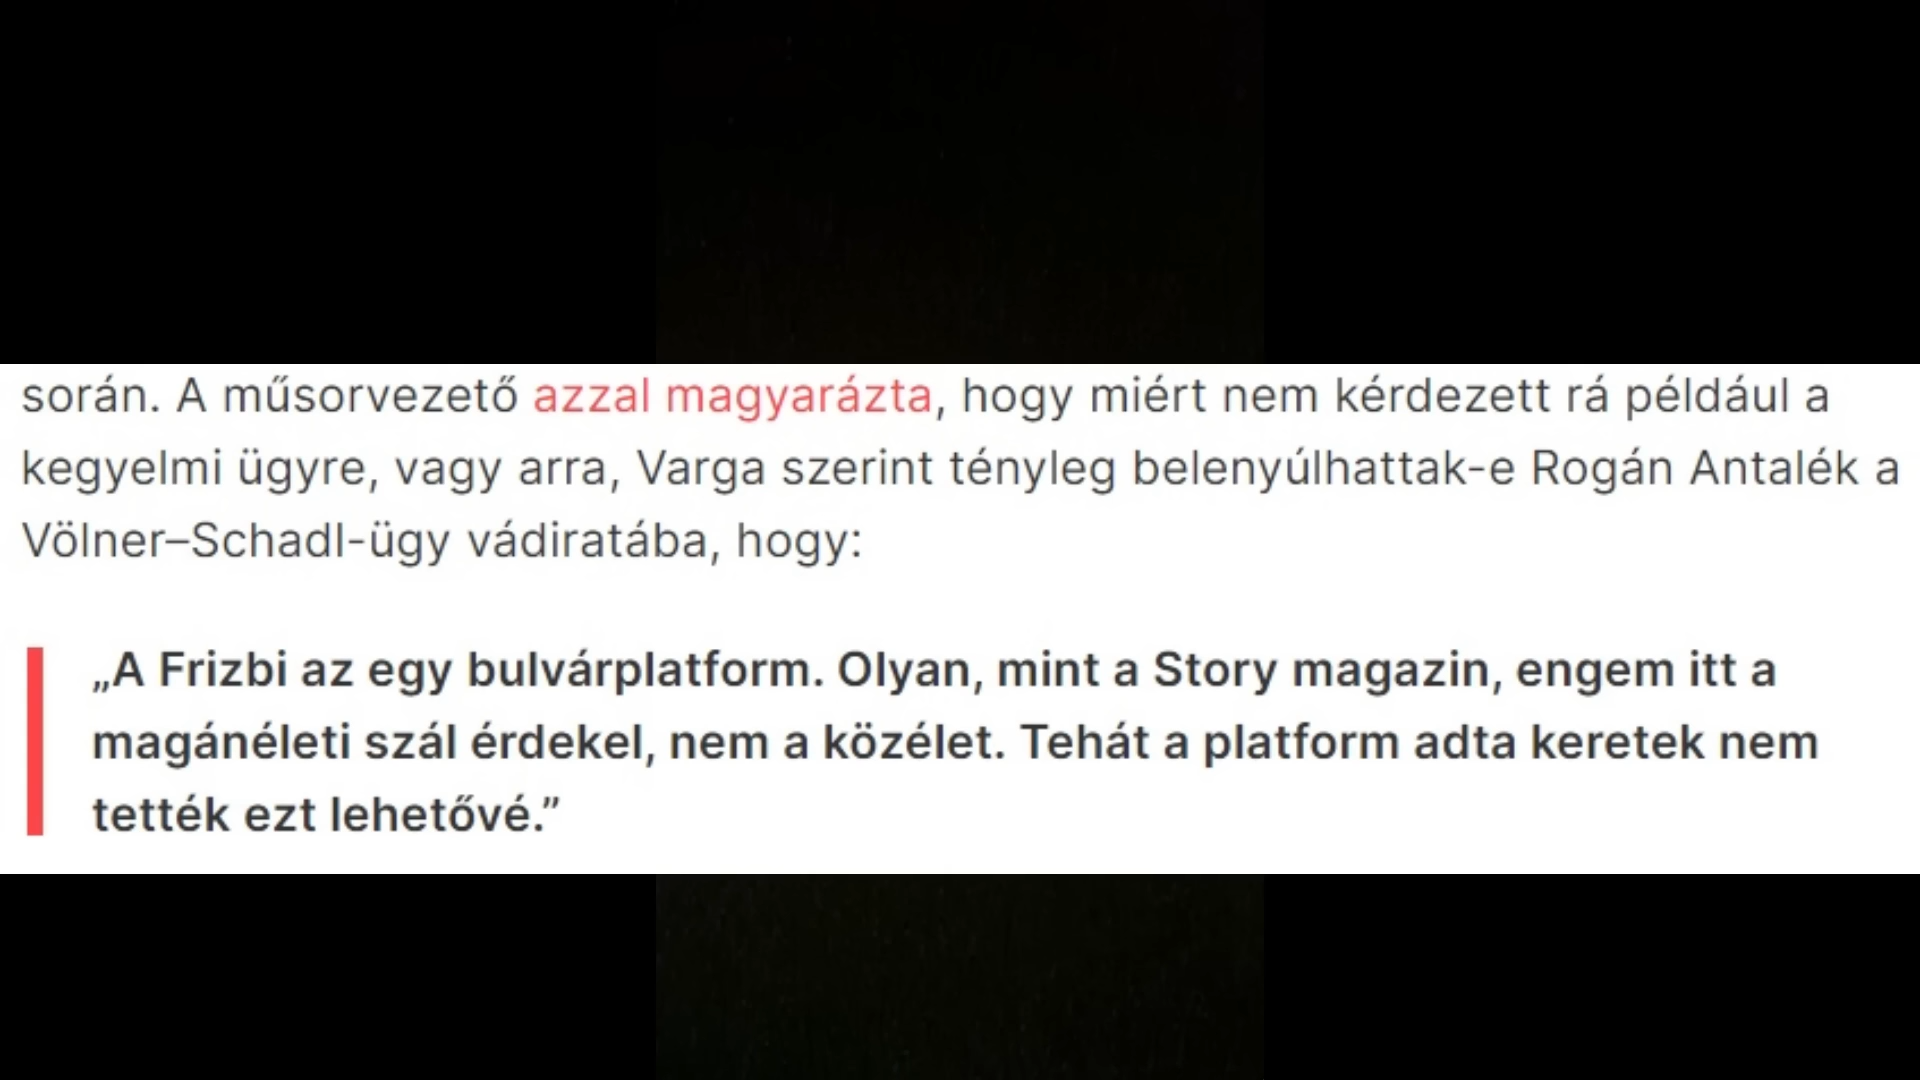 során. A műsorvezető azzal magyarázta, hogy miért nem kérdezett rá például a
kegyelmi ügyre, vagy arra, Varga szerint tényleg belenyúlhattak-e Rogán Antalék a
Völner–Schadl-ügy vádiratába, hogy:
„A Frizbi az egy bulvárplatform. Olyan, mint a Story magazin, engem itt a
magánéleti szál érdekel, nem a közélet. Tehát a platform adta keretek nem
tették ezt lehetővé.”